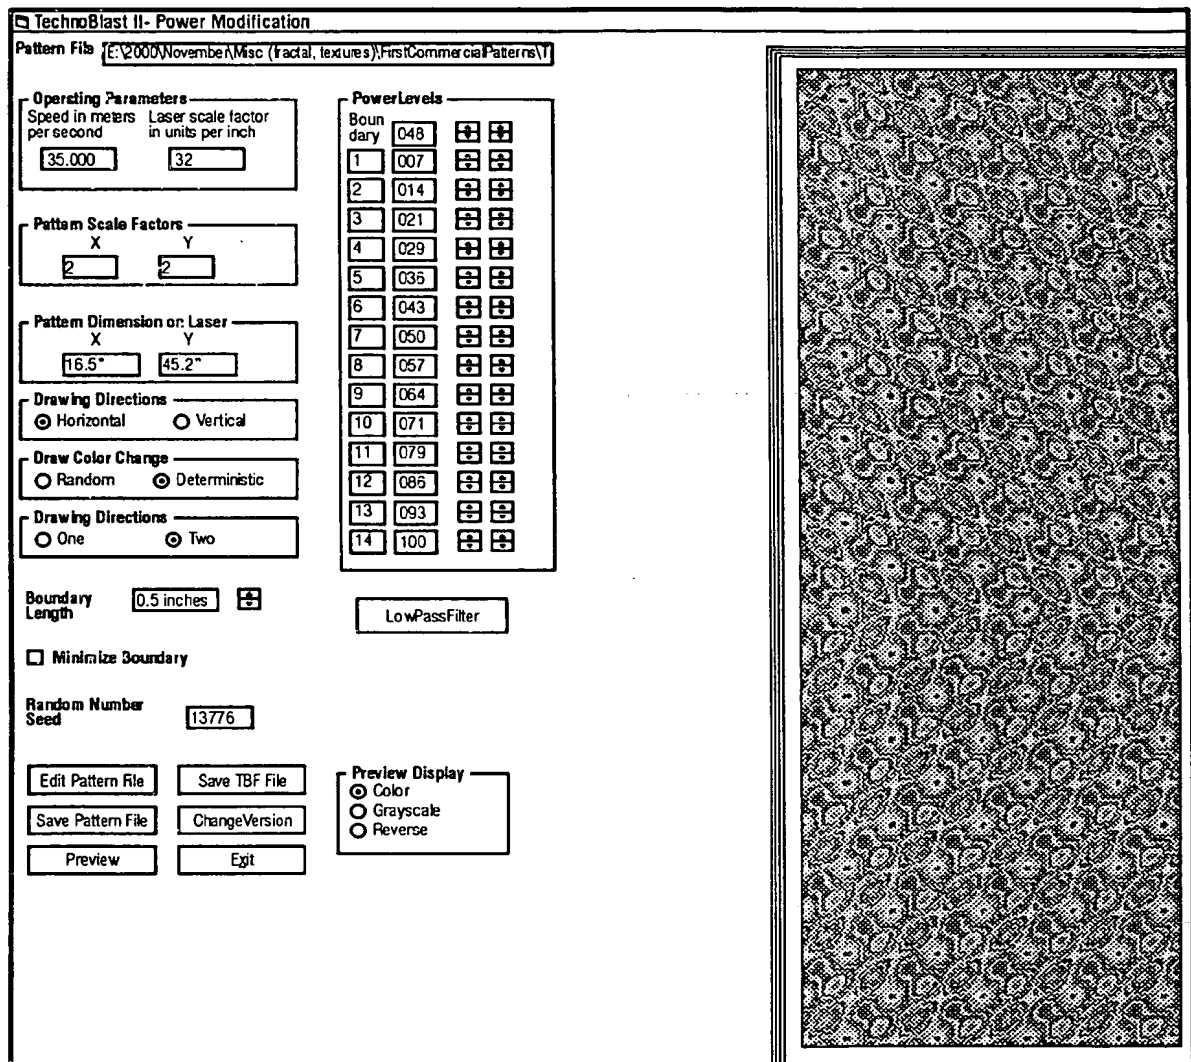 TechnoBlast II- Power Modification
Pattern File E:\2000\November\Misc (fractal, textures)\FirstCommercialPatterns\T
Operating Parameters
Speed in meters per second
Laser scale factor in units per inch
35.000 32
Pattern Scale Factors
X Y
2 2
Pattern Dimension on Laser
X Y
16.5" 45.2"
Drawing Directions
Horizontal Vertical
Draw Color Change
Random Deterministic
Drawing Directions
One Two
Boundary Length 0.5 inches
Minimize Boundary
Random Number Seed 13776
Edit Pattern File Save TBF File
Save Pattern File ChangeVersion
Preview Exit
PowerLevels
Boun
dary 048
1 007
2 014
3 021
4 029
5 036
6 043
7 050
8 057
9 064
10 071
11 079
12 086
13 093
14 100
LowPassFilter
Preview Display
Color
Grayscale
Reverse